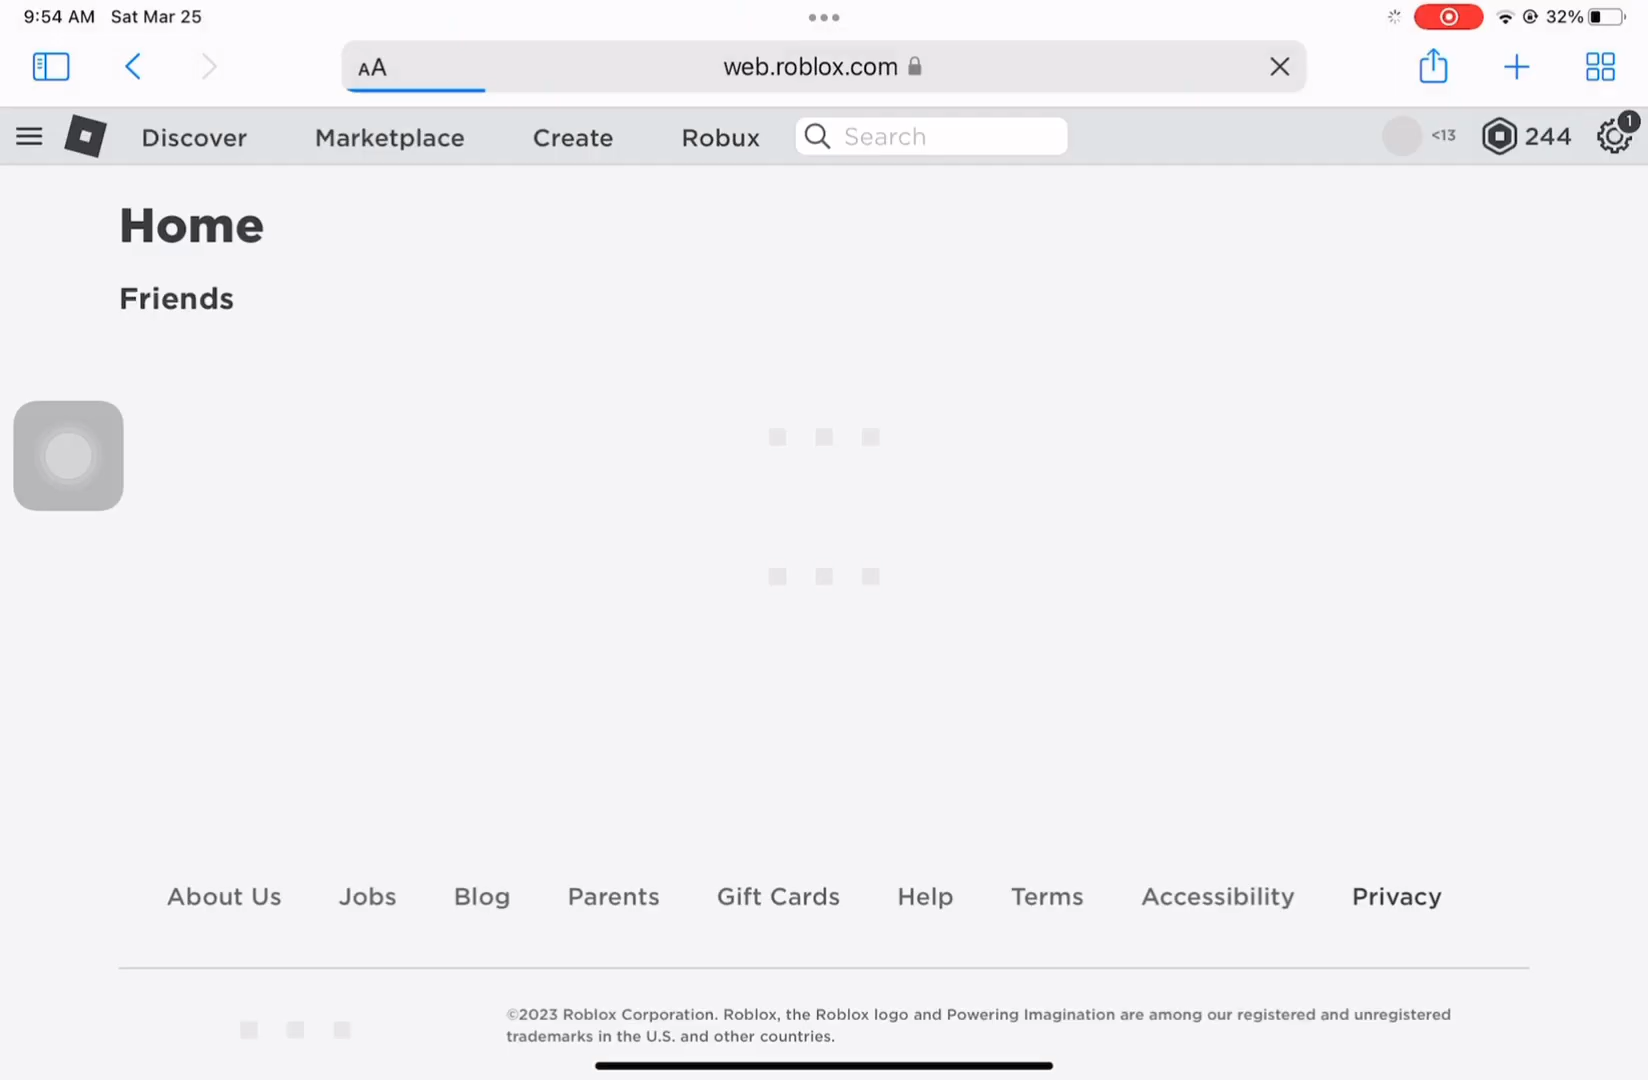 9:54 AM Sat Mar 25
32%
AA
web.roblox.com
Discover Marketplace Create Robux Search <13 244 1
Home
Friends
About Us Jobs Blog Parents Gift Cards Help Terms Accessibility Privacy
©2023 Roblox Corporation. Roblox, the Roblox logo and Powering Imagination are among our registered and unregistered
trademarks in the U.S. and other countries.